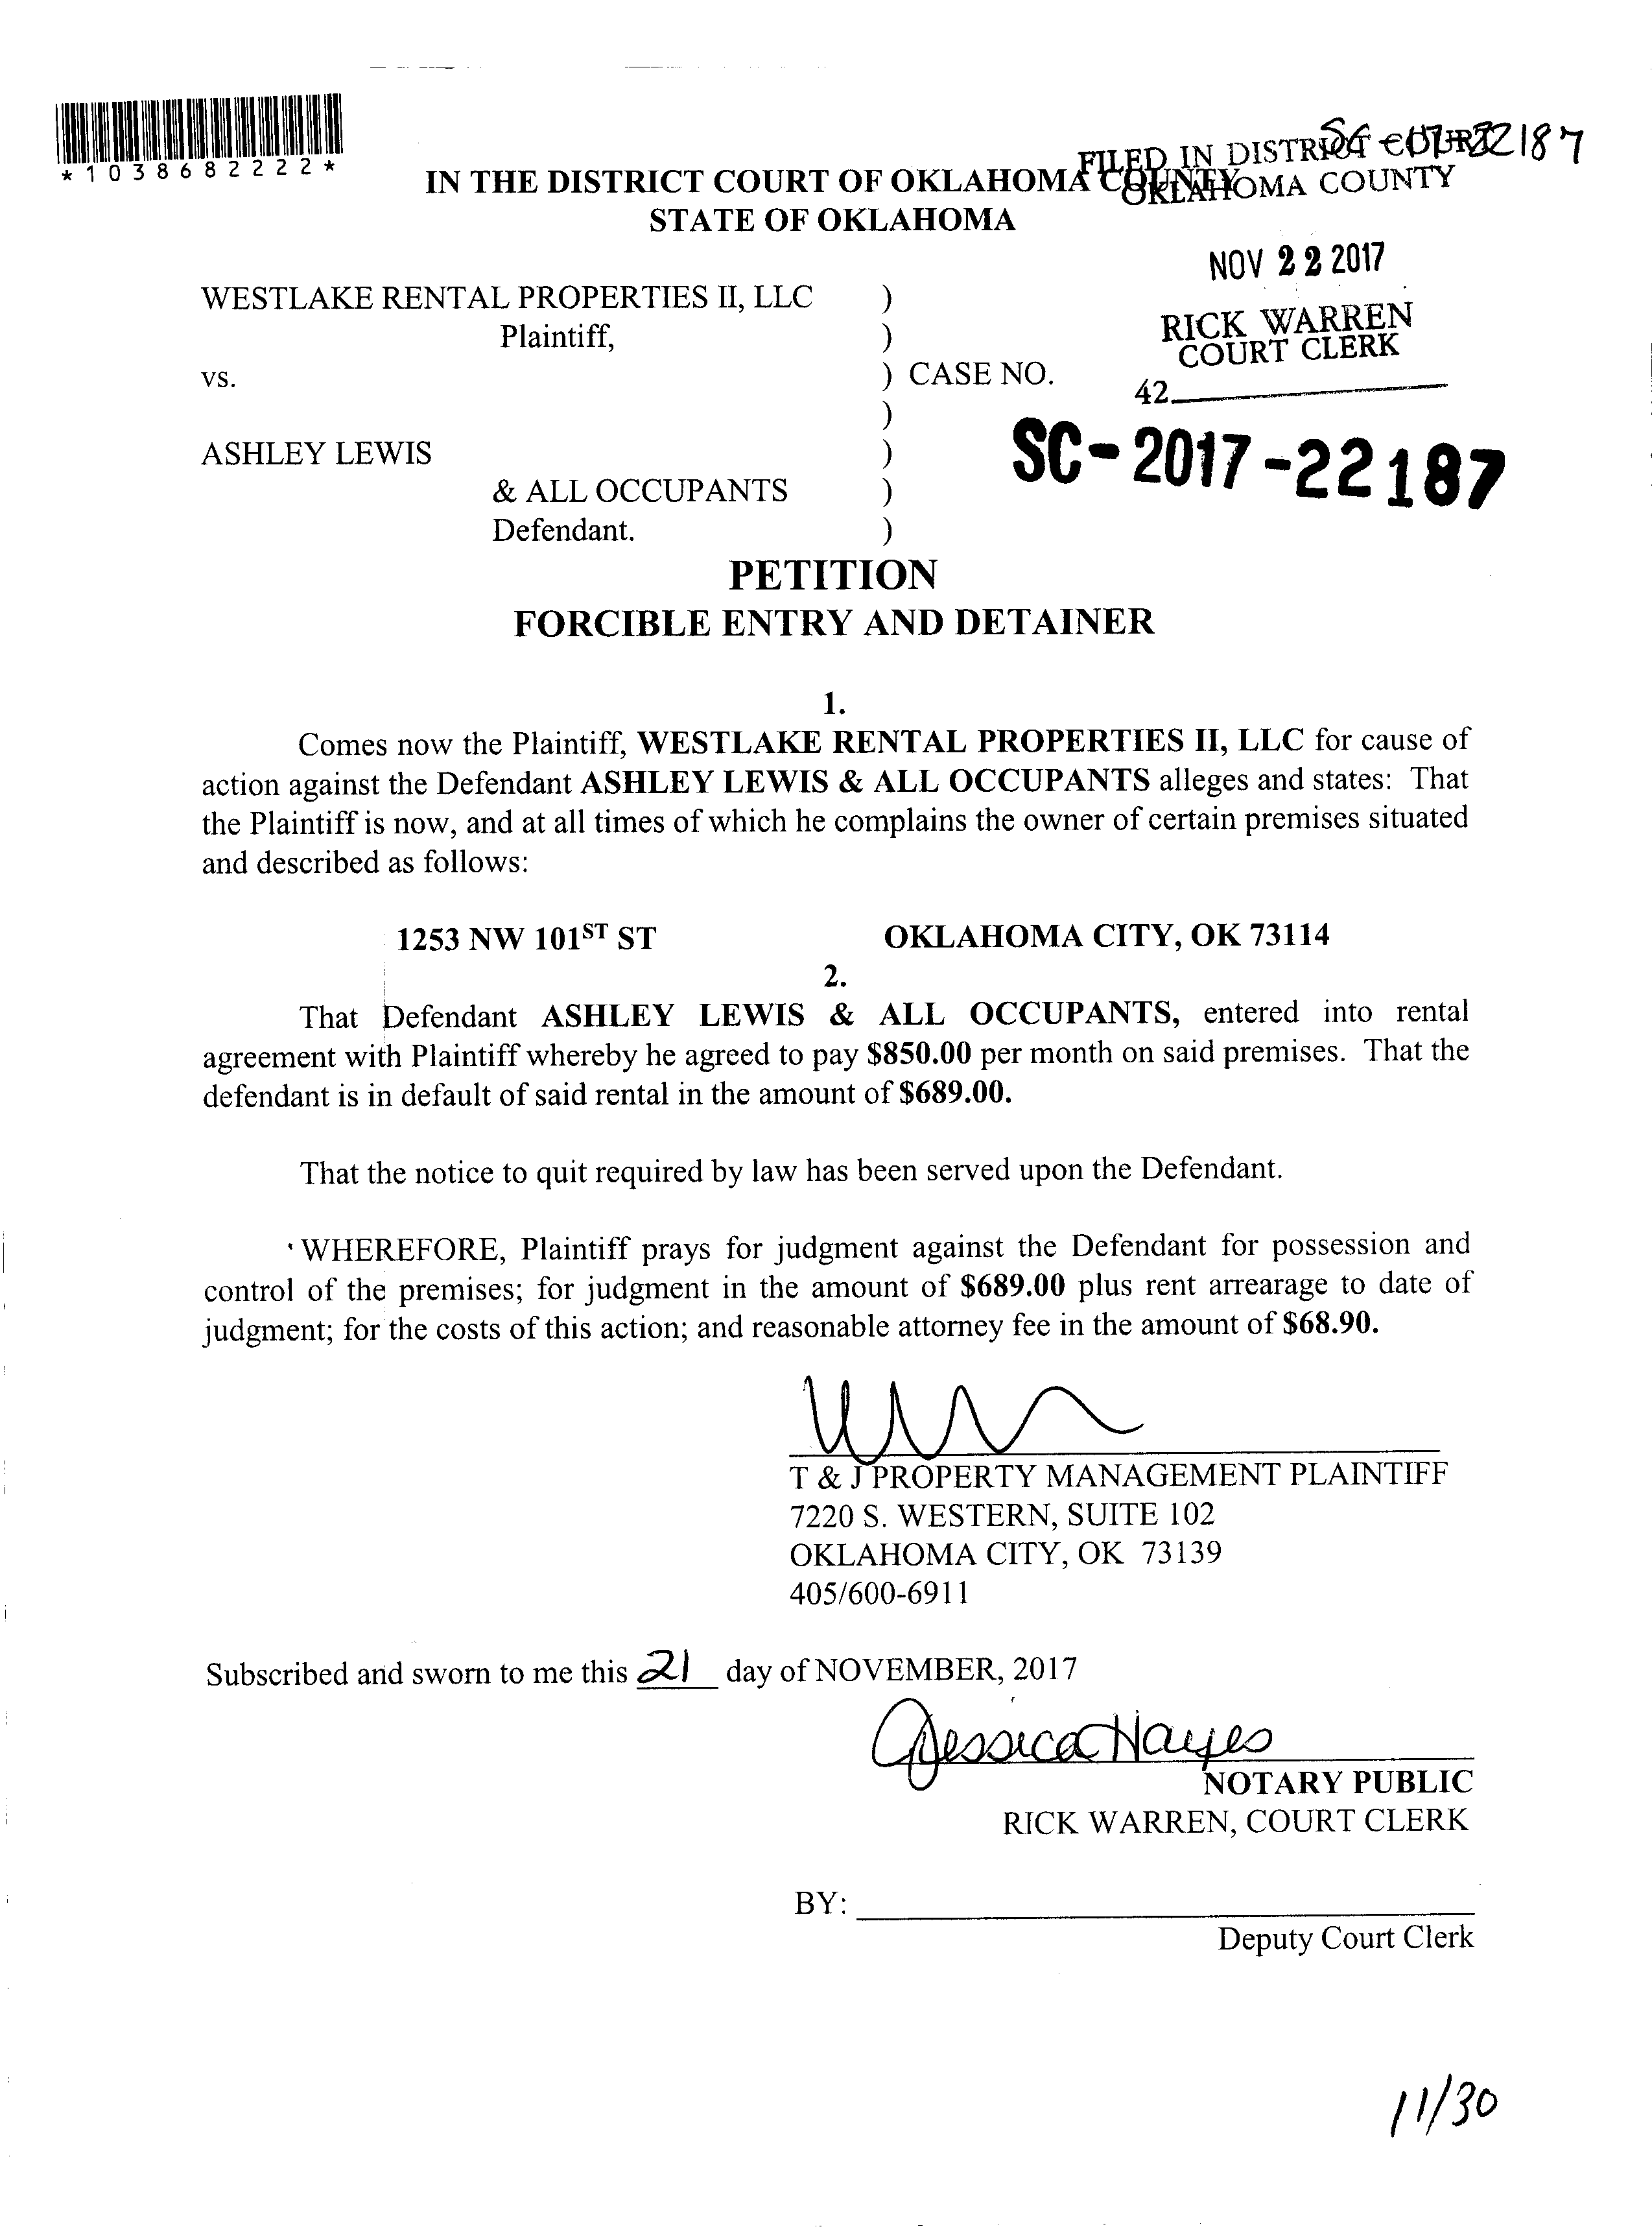 *1038682222*
SC-17-22187
FILED IN DISTRICT COURT
OKLAHOMA COUNTY
IN THE DISTRICT COURT OF OKLAHOMA COUNTY
STATE OF OKLAHOMA
NOV 22 2017
RICK WARREN
COURT CLERK
42
WESTLAKE RENTAL PROPERTIES II, LLC )
Plaintiff, )
vs. ) CASE NO.
)
SC-2017-22187
ASHLEY LEWIS )
& ALL OCCUPANTS )
Defendant. )
PETITION
FORCIBLE ENTRY AND DETAINER
1.
Comes now the Plaintiff, WESTLAKE RENTAL PROPERTIES II, LLC for cause of
action against the Defendant ASHLEY LEWIS & ALL OCCUPANTS alleges and states: That
the Plaintiff is now, and at all times of which he complains the owner of certain premises situated
and described as follows:
1253 NW 101ST ST OKLAHOMA CITY, OK 73114
2.
That Defendant ASHLEY LEWIS & ALL OCCUPANTS, entered into rental
agreement with Plaintiff whereby he agreed to pay $850.00 per month on said premises. That the
defendant is in default of said rental in the amount of $689.00.
That the notice to quit required by law has been served upon the Defendant.
WHEREFORE, Plaintiff prays for judgment against the Defendant for possession and
control of the premises; for judgment in the amount of $689.00 plus rent arrearage to date of
judgment; for the costs of this action; and reasonable attorney fee in the amount of $68.90.
T & J PROPERTY MANAGEMENT PLAINTIFF
7220 S. WESTERN, SUITE 102
OKLAHOMA CITY, OK 73139
405/600-6911
Subscribed and sworn to me this 21 day of NOVEMBER, 2017
Jessica Hayes
NOTARY PUBLIC
RICK WARREN, COURT CLERK
BY:
Deputy Court Clerk
11/30